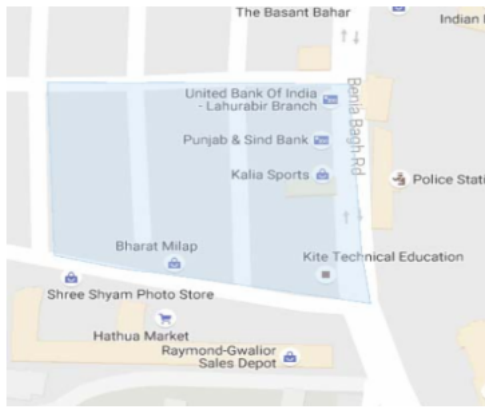 The Basant Bahar
Indian
United Bank Of India
- Lahurabir Branch
Benia Bagh Rd
Punjab & Sind Bank
Kalia Sports
Police Stati
Bharat Milap
Kite Technical Education
Shree Shyam Photo Store
Hathua Market
Raymond-Gwalior
Sales Depot